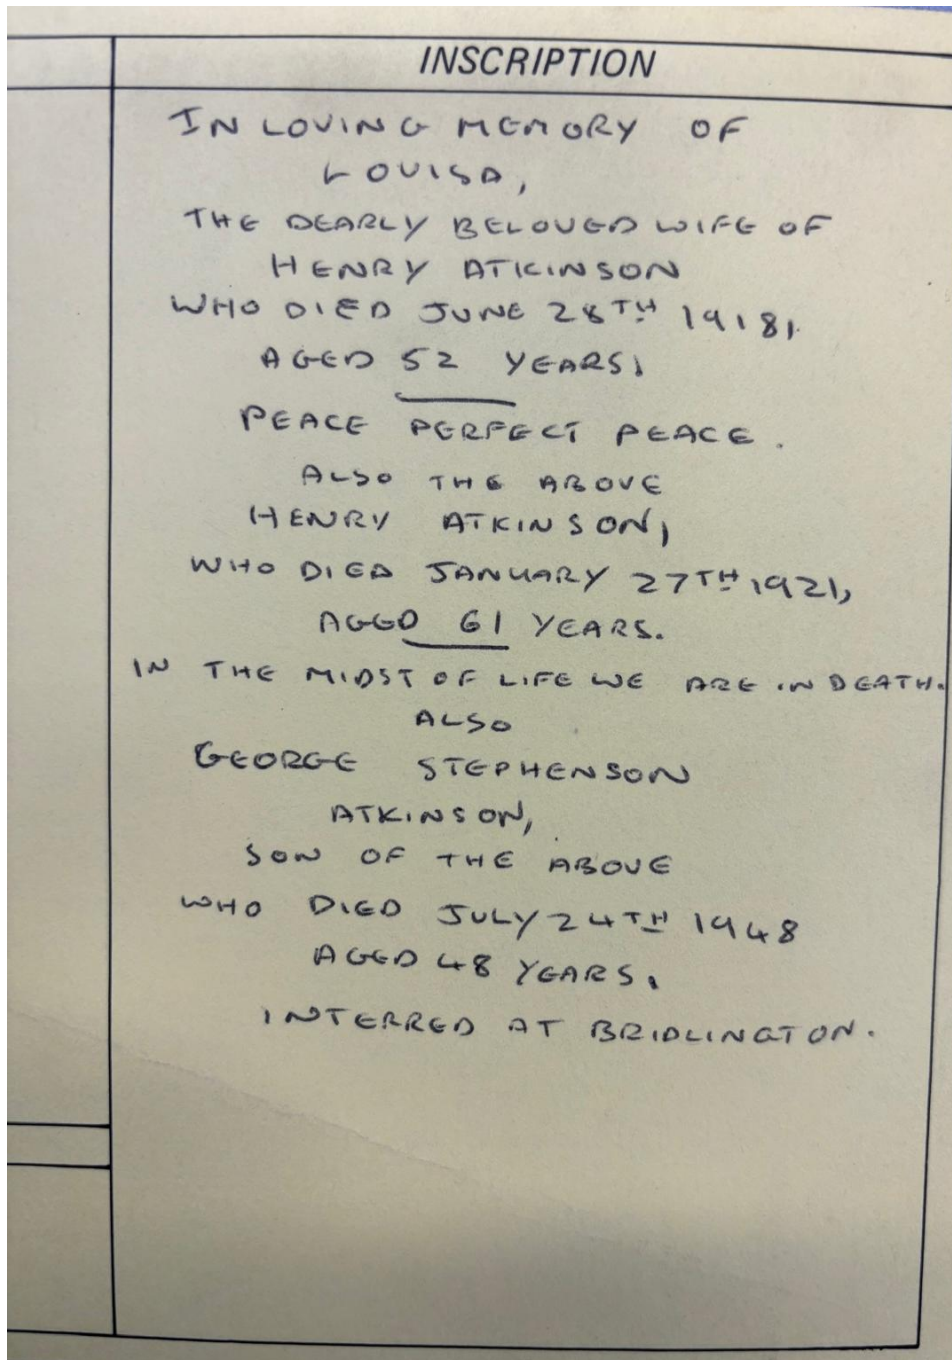 INSCRIPTION
IN LOVING MEMORY OF
LOUISA,
THE DEARLY BELOVED WIFE OF
HENRY ATKINSON
WHO DIED JUNE 28TH 1918,
AGED 52 YEARS.
PEACE PERFECT PEACE.
ALSO THE ABOVE
HENRY ATKINSON,
WHO DIED JANUARY 27TH 1921,
AGED 61 YEARS.
IN THE MIDST OF LIFE WE ARE IN DEATH.
ALSO
GEORGE STEPHENSON
ATKINSON,
SON OF THE ABOVE
WHO DIED JULY 24TH 1948
AGED 48 YEARS.
INTERRED AT BRIDLINGTON.